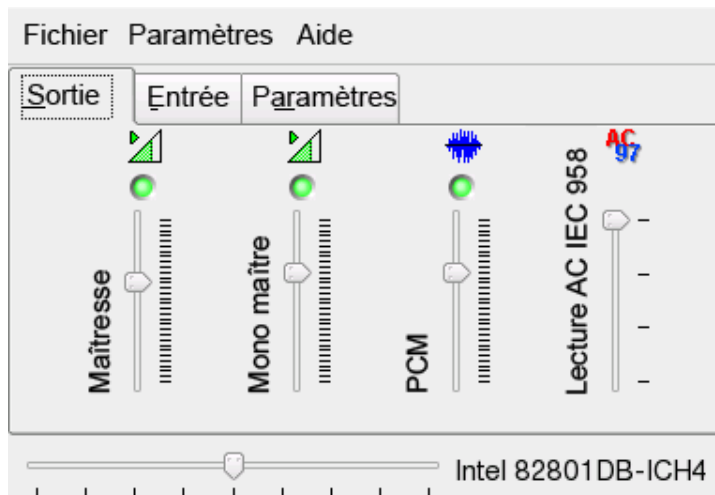 Fichier Paramètres Aide
Sortie Entrée Paramètres
AC
97
Maîtresse
Mono maître
PCM
Lecture AC IEC 958
Intel 82801DB-ICH4